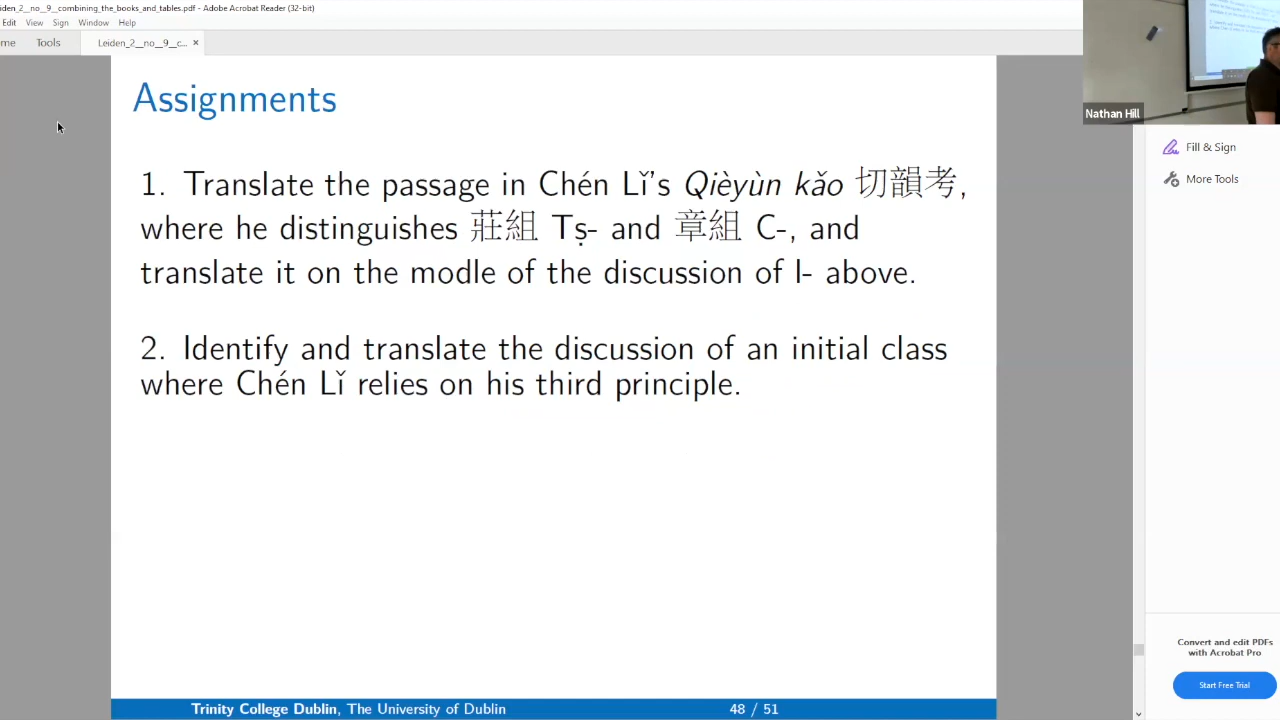 eiden_2__no__9__combining_the_books_and_tables.pdf - Adobe Acrobat Reader (32-bit)
Edit View Sign Window Help
me Tools Leiden_2__no__9__c... ×
Assignments
1. Translate the passage in Chén Lǐ's Qièyùn kǎo 切韻考,
where he distinguishes 莊組 Tṣ- and 章組 C-, and
translate it on the modle of the discussion of l- above.
2. Identify and translate the discussion of an initial class
where Chén Lǐ relies on his third principle.
Trinity College Dublin, The University of Dublin 48 / 51
Nathan Hill
Fill & Sign
More Tools
Convert and edit PDFs
with Acrobat Pro
Start Free Trial